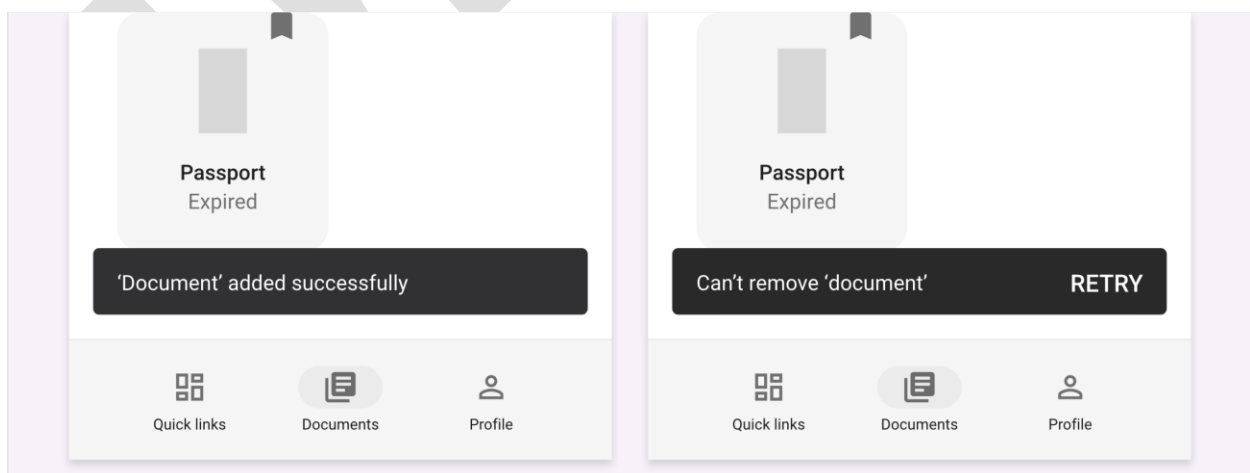 Passport
Expired
‘Document’ added successfully
Quick links
Documents
Profile
Passport
Expired
Can’t remove ‘document’
RETRY
Quick links
Documents
Profile